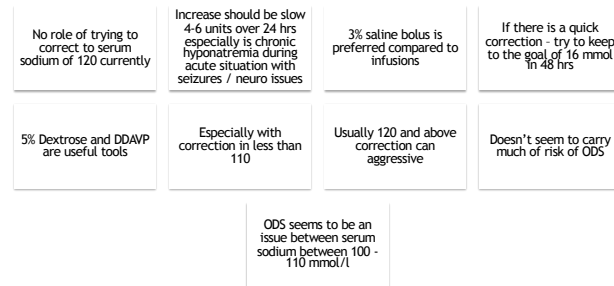 No role of trying to
correct to serum
sodium of 120 currently
Increase should be slow
4-6 units over 24 hrs
especially is chronic
hyponatremia during
acute situation with
seizures / neuro issues
3% saline bolus is
preferred compared to
infusions
If there is a quick
correction - try to keep
to the goal of 16 mmol
in 48 hrs
5% Dextrose and DDAVP
are useful tools
Especially with
correction in less than
110
Usually 120 and above
correction can
aggressive
Doesn't seem to carry
much of risk of ODS
ODS seems to be an
issue between serum
sodium between 100 -
110 mmol/l